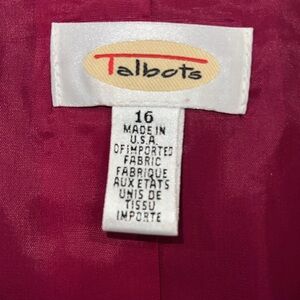 Talbots
16
MADE IN
U.S.A.
OF IMPORTED
FABRIC
FABRIQUE
AUX ETATS
UNIS DE
TISSU
IMPORTE